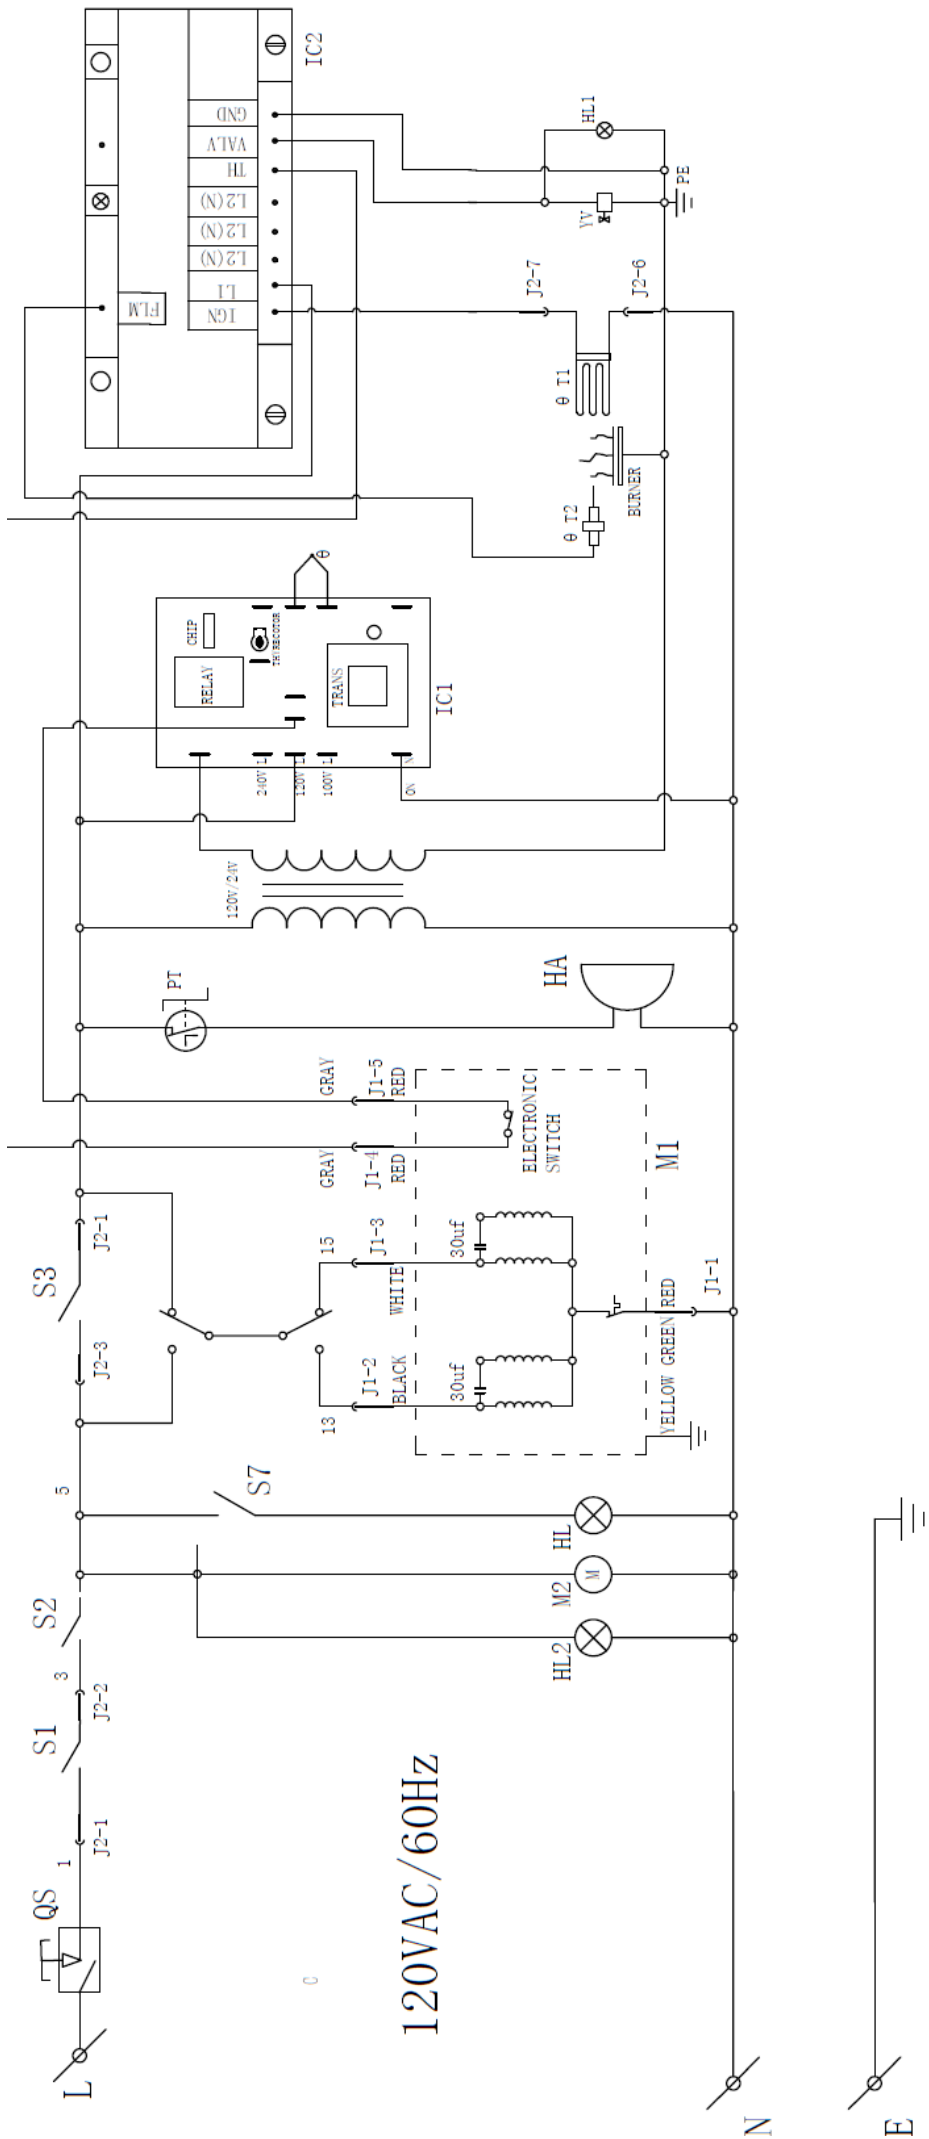 IC2
GND
VALV
TH
L2(N)
L2(N)
L2(N)
L1
IGN
FLM
HL1
PE
YV
J2-7
J2-6
θ T1
BURNER
θ T2
θ
CHIP
THYRECOTOR
RELAY
TRANS
IC1
240V L
120V L
100V L
0N
N
120V/24V
PT
HA
GRAY
J1-5
RED
GRAY
J1-4
RED
ELECTRONIC
SWITCH
M1
S3
J2-1
J2-3
15
J1-3
WHITE
30uf
13
J1-2
BLACK
30uf
RED
YELLOW GREEN
J1-1
5
S7
HL
M2
M
HL2
S2
3
J2-2
S1
J2-1
1
QS
C
120VAC/60Hz
L
N
E